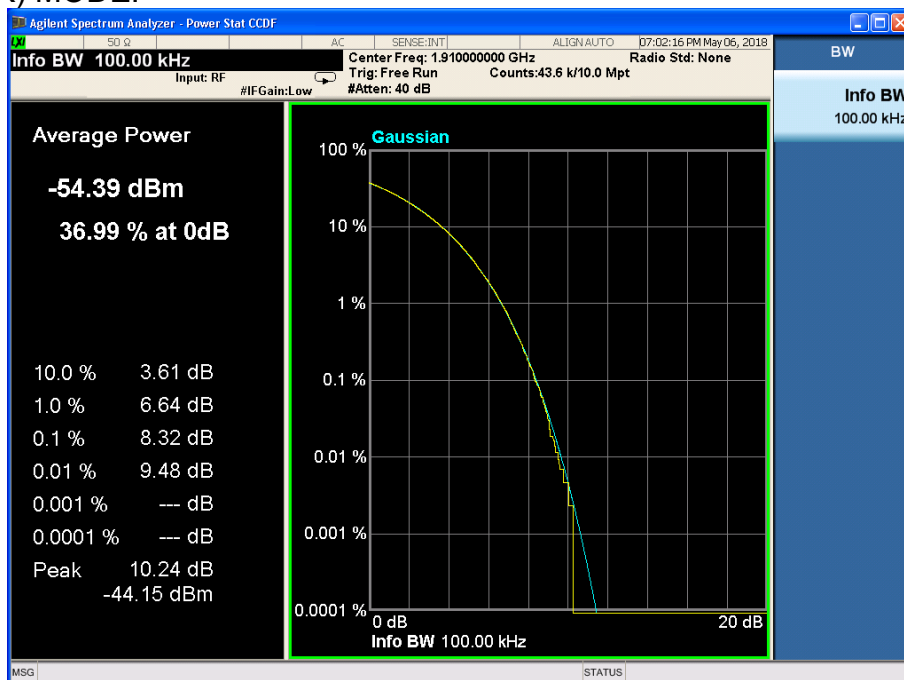 ) MODE:
Agilent Spectrum Analyzer - Power Stat CCDF
LXI 50 Ω AC SENSE:INT ALIGN AUTO 07:02:16 PM May 06, 2018
Info BW 100.00 kHz
Center Freq: 1.910000000 GHz Radio Std: None
Input: RF Trig: Free Run Counts:43.6 k/10.0 Mpt
#IFGain:Low #Atten: 40 dB
BW
Info BW
100.00 kHz
Average Power
-54.39 dBm
36.99 % at 0dB
10.0 % 3.61 dB
1.0 % 6.64 dB
0.1 % 8.32 dB
0.01 % 9.48 dB
0.001 % --- dB
0.0001 % --- dB
Peak 10.24 dB
-44.15 dBm
Gaussian
100 %
10 %
1 %
0.1 %
0.01 %
0.001 %
0.0001 %
0 dB 20 dB
Info BW 100.00 kHz
MSG STATUS